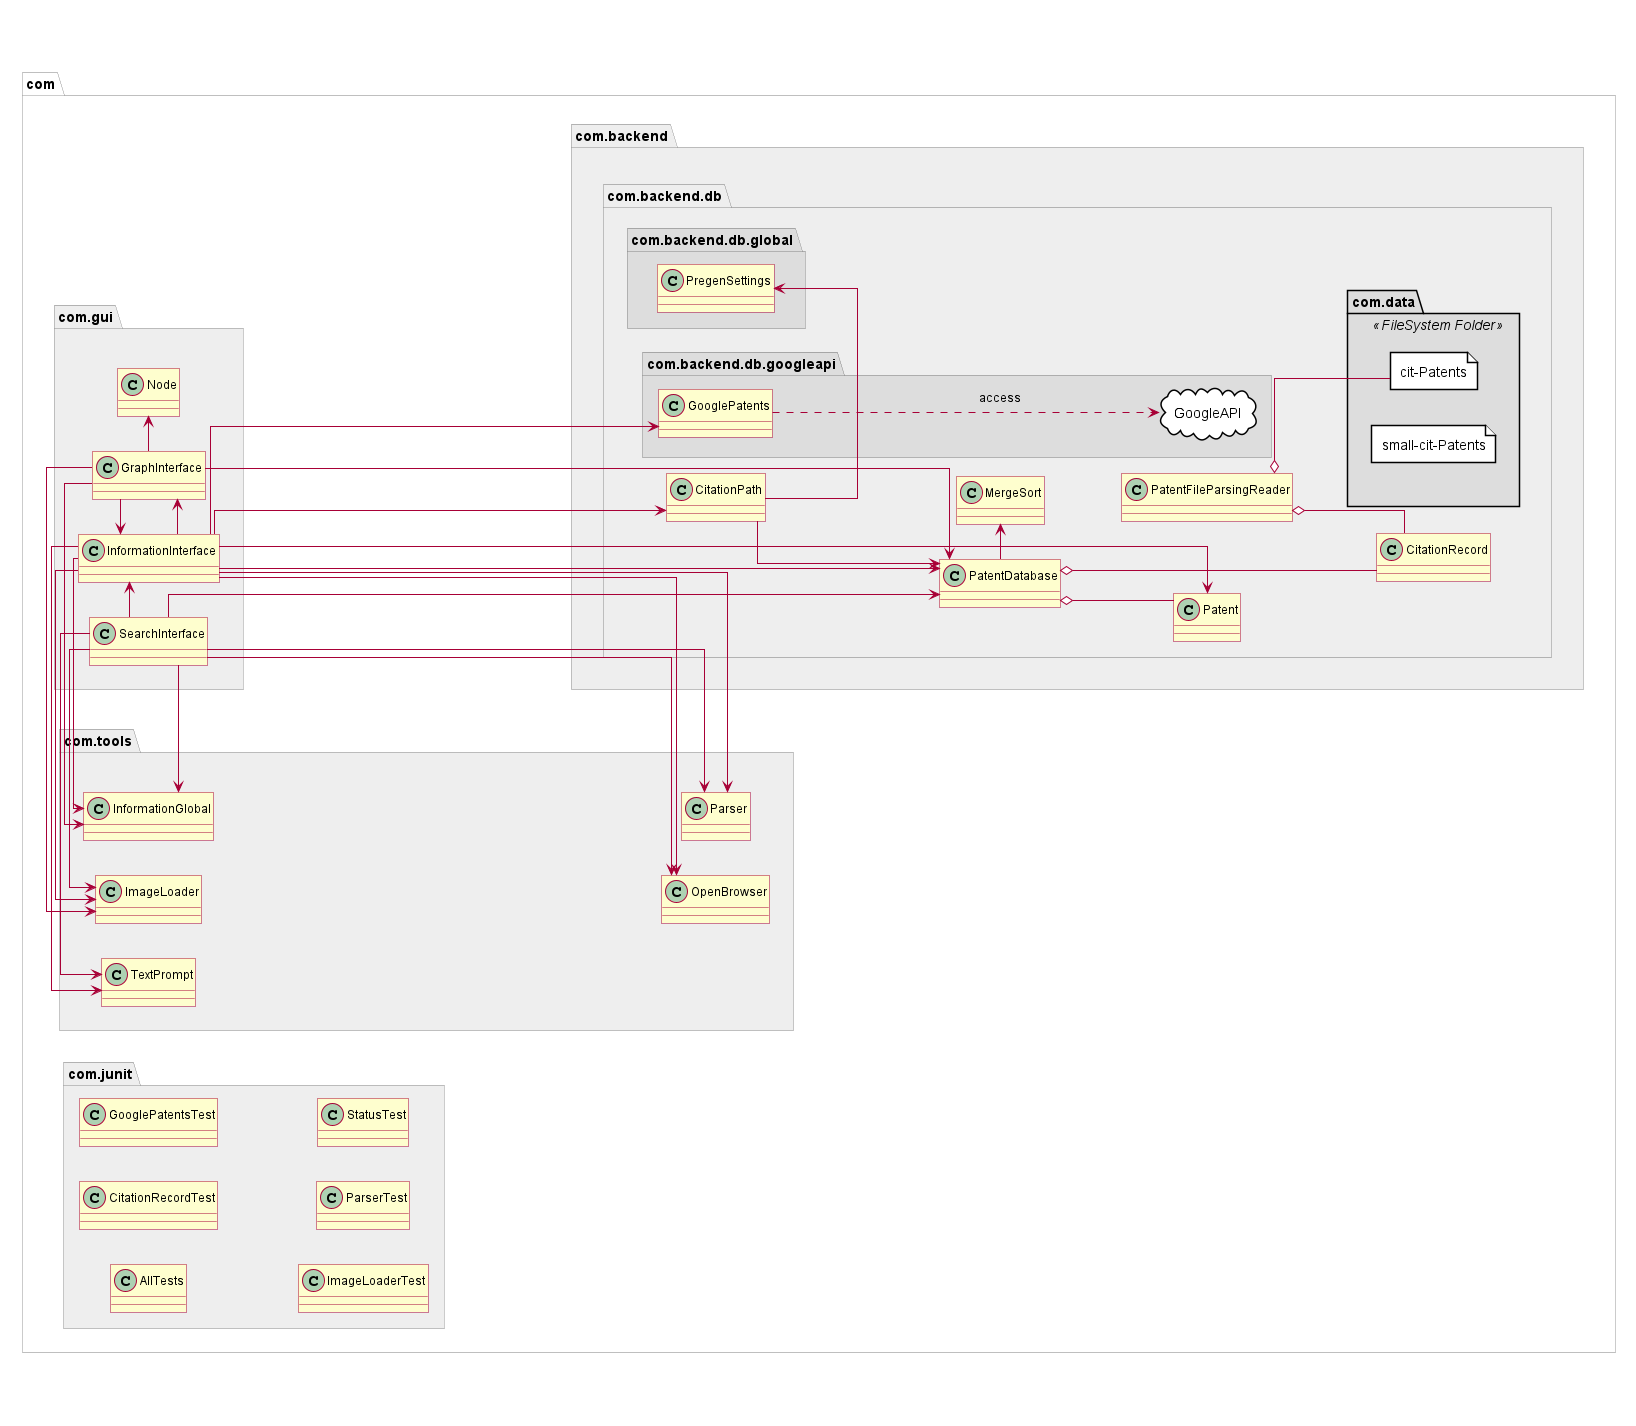 com
com.backend
com.backend.db
com.backend.db.global
C PregenSettings
com.data
«FileSystem Folder»
cit-Patents
small-cit-Patents
com.backend.db.googleapi
C GooglePatents
access
GoogleAPI
C CitationPath
C MergeSort
C PatentFileParsingReader
C CitationRecord
C PatentDatabase
C Patent
com.gui
C Node
C GraphInterface
C InformationInterface
C SearchInterface
com.tools
C InformationGlobal
C Parser
C ImageLoader
C OpenBrowser
C TextPrompt
com.junit
C GooglePatentsTest
C StatusTest
C CitationRecordTest
C ParserTest
C AllTests
C ImageLoaderTest